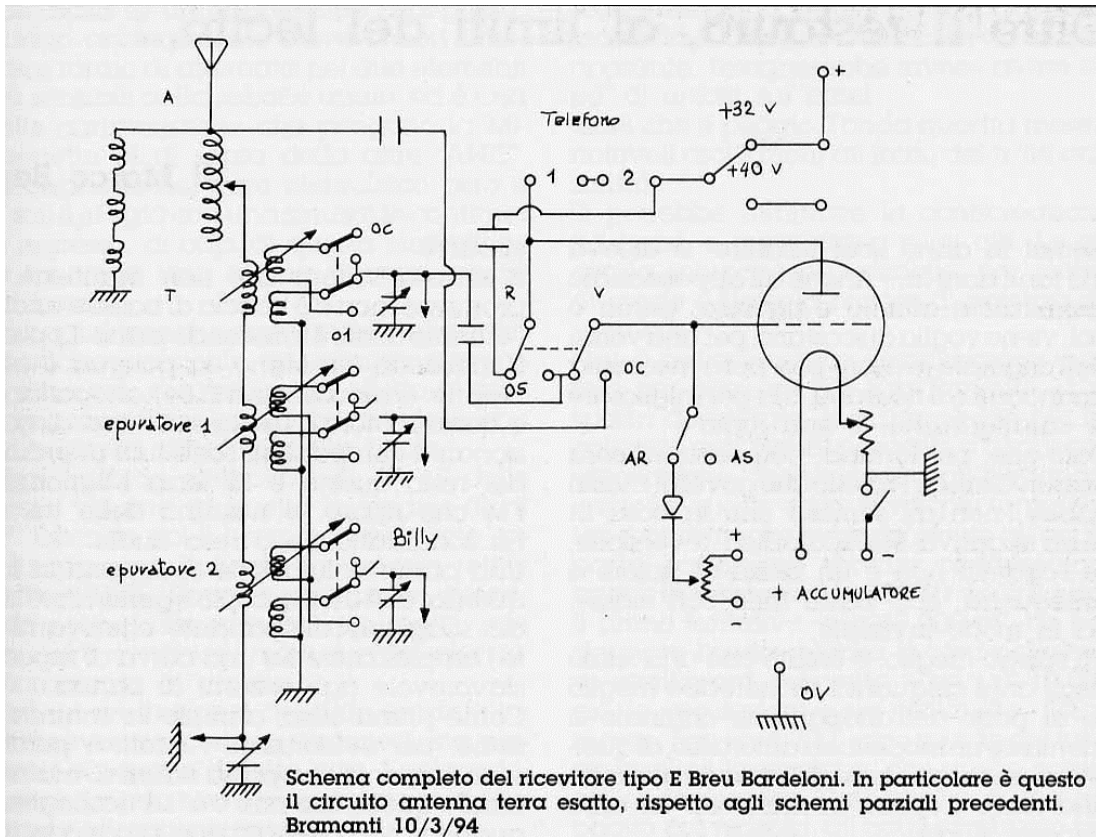 A
Telefono
+
+32 V
1
2
+40 V
OC
R
01
OS
OC
epuratore 1
AR
AS
Billy
epuratore 2
+
-
+
-
ACCUMULATORE
0V
Schema completo del ricevitore tipo E Breu Bardeloni. In particolare è questo
il circuito antenna terra esatto, rispetto agli schemi parziali precedenti.
Bramanti 10/3/94